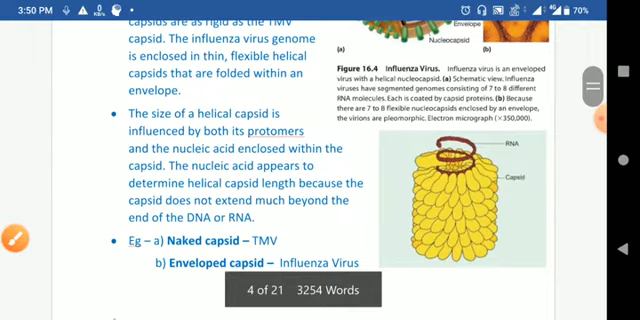 3:50 PM
0
KB/s
4G
70%
capsids are as rigid as the TMV
capsid. The influenza virus genome
is enclosed in thin, flexible helical
capsids that are folded within an
envelope.
• The size of a helical capsid is
influenced by both its protomers
and the nucleic acid enclosed within the
capsid. The nucleic acid appears to
determine helical capsid length because the
capsid does not extend much beyond the
end of the DNA or RNA.
• Eg – a) Naked capsid – TMV
b) Enveloped capsid – Influenza Virus
Envelope
Nucleocapsid
(a)
(b)
Figure 16.4 Influenza Virus. Influenza virus is an enveloped
virus with a helical nucleocapsid. (a) Schematic view. Influenza
viruses have segmented genomes consisting of 7 to 8 different
RNA molecules. Each is coated by capsid proteins. (b) Because
there are 7 to 8 flexible nucleocapsids enclosed by an envelope,
the virions are pleomorphic. Electron micrograph (×350,000).
RNA
Capsid
4 of 21 3254 Words